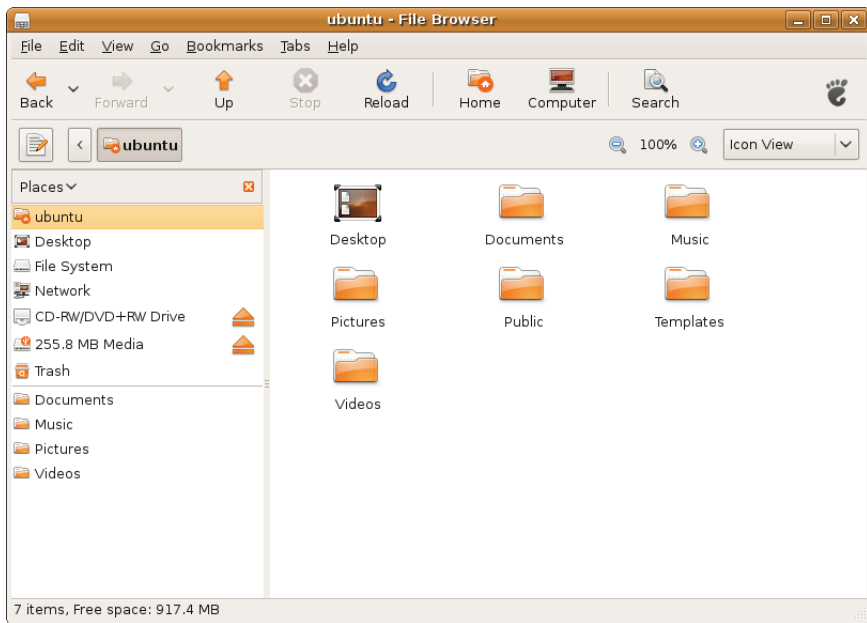 ubuntu - File Browser
File Edit View Go Bookmarks Tabs Help
Back Forward Up Stop Reload Home Computer Search
ubuntu 100% Icon View
Places
ubuntu
Desktop
File System
Network
CD-RW/DVD+RW Drive
255.8 MB Media
Trash
Documents
Music
Pictures
Videos
Desktop Documents Music
Pictures Public Templates
Videos
7 items, Free space: 917.4 MB